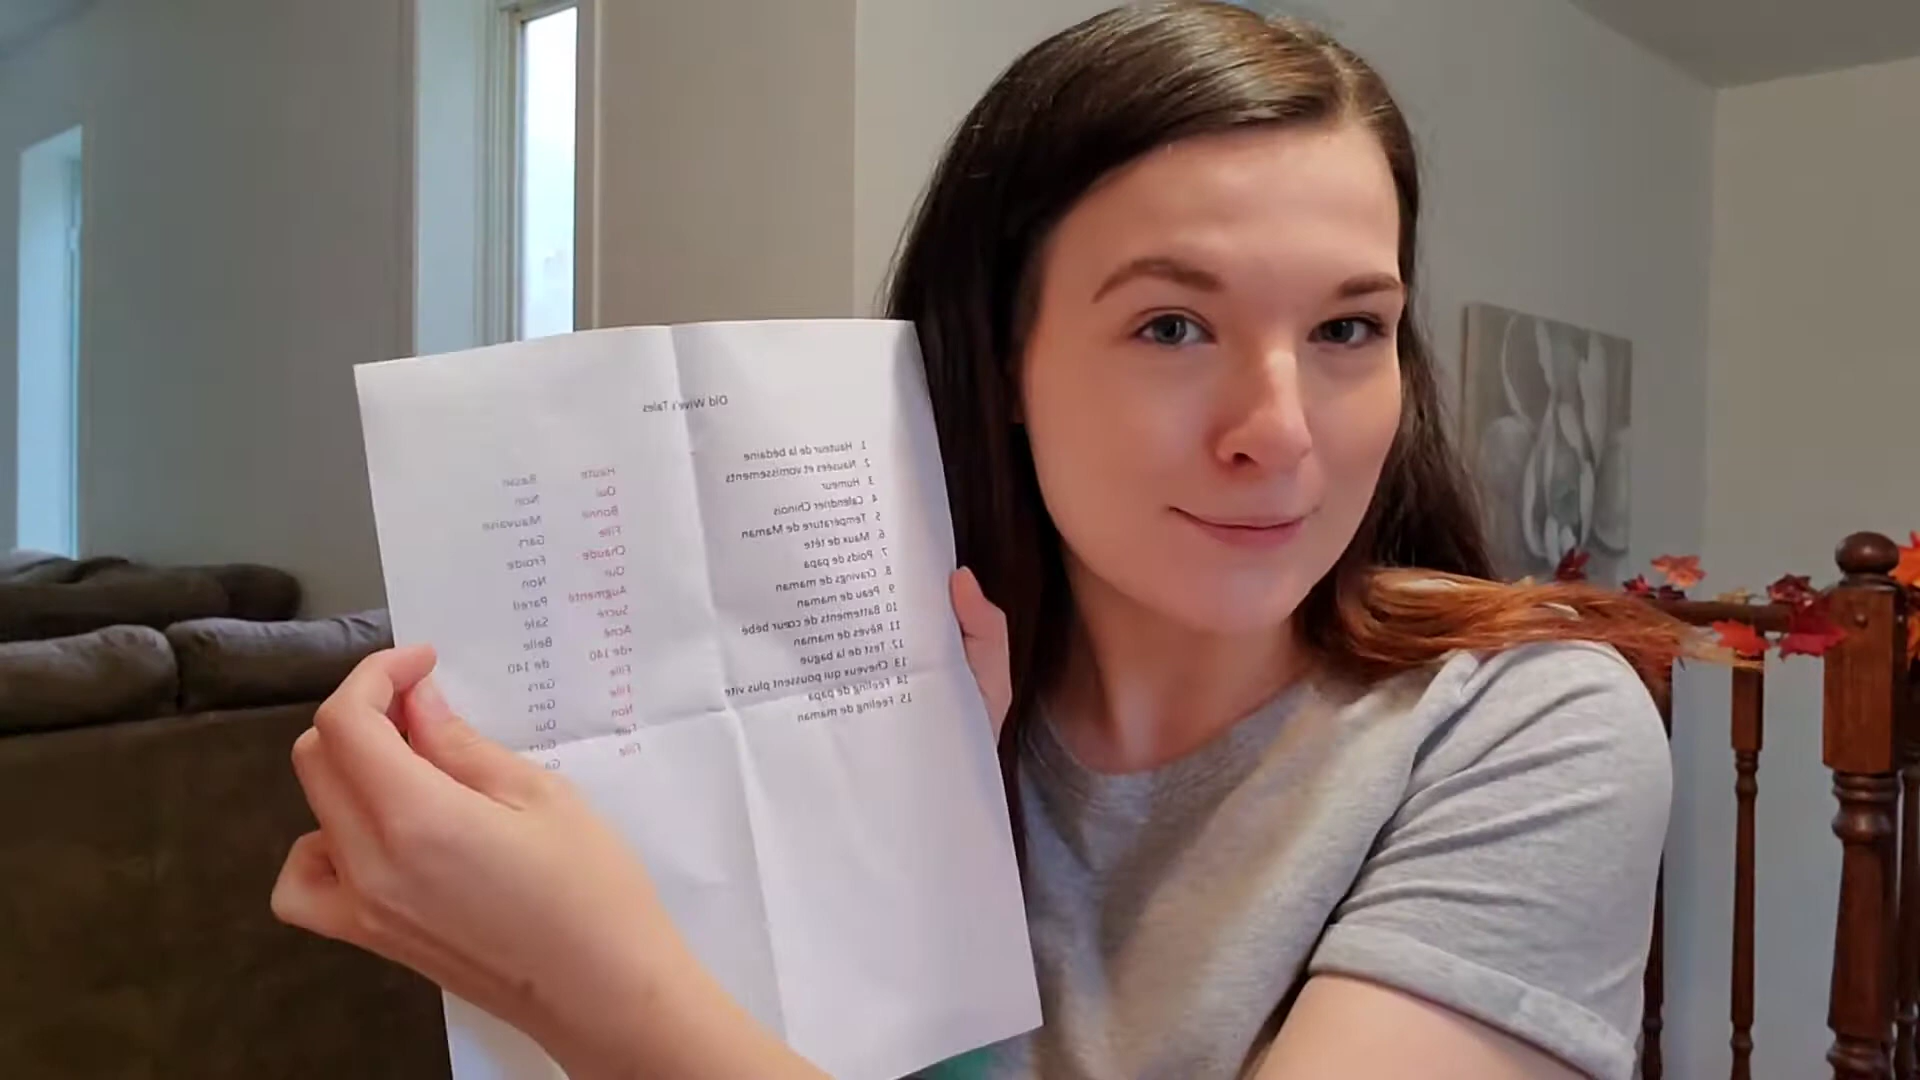 Old Wive's Tales
1. Hauteur de la bédaine Haute Basse
2. Nausées et vomissements Oui Non
3. Humeur Bonne Mauvaise
4. Calendrier Chinois Fille Gars
5. Température de Maman Chaude Froide
6. Maux de tête Oui Non
7. Poids de papa Augmenté Pareil
8. Cravings de maman Sucré Salé
9. Peau de maman Acné Belle
10. Battements de cœur bébé +de 140 de 140
11. Rêves de maman Fille Gars
12. Test de la bague Fille Gars
13. Cheveux qui poussent plus vite Non Oui
14. Feeling de papa Fille Gars
15. Feeling de maman Fille